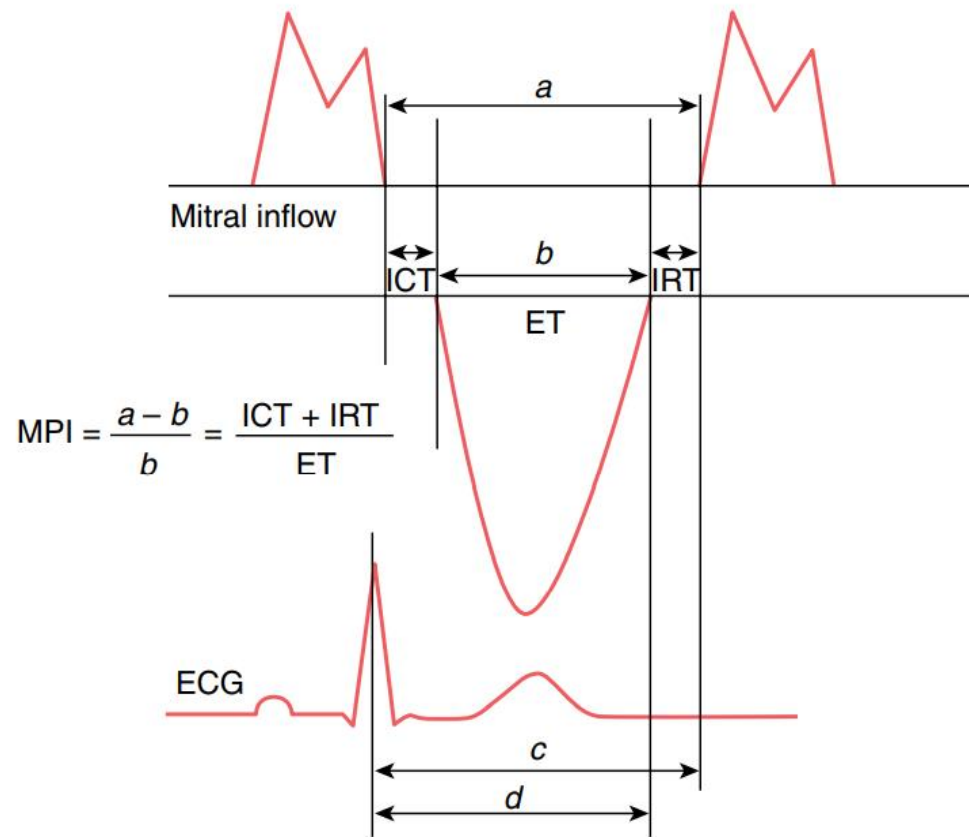 a
Mitral inflow
ICT
b
IRT
ET
MPI = a – b / b = ICT + IRT / ET
ECG
c
d